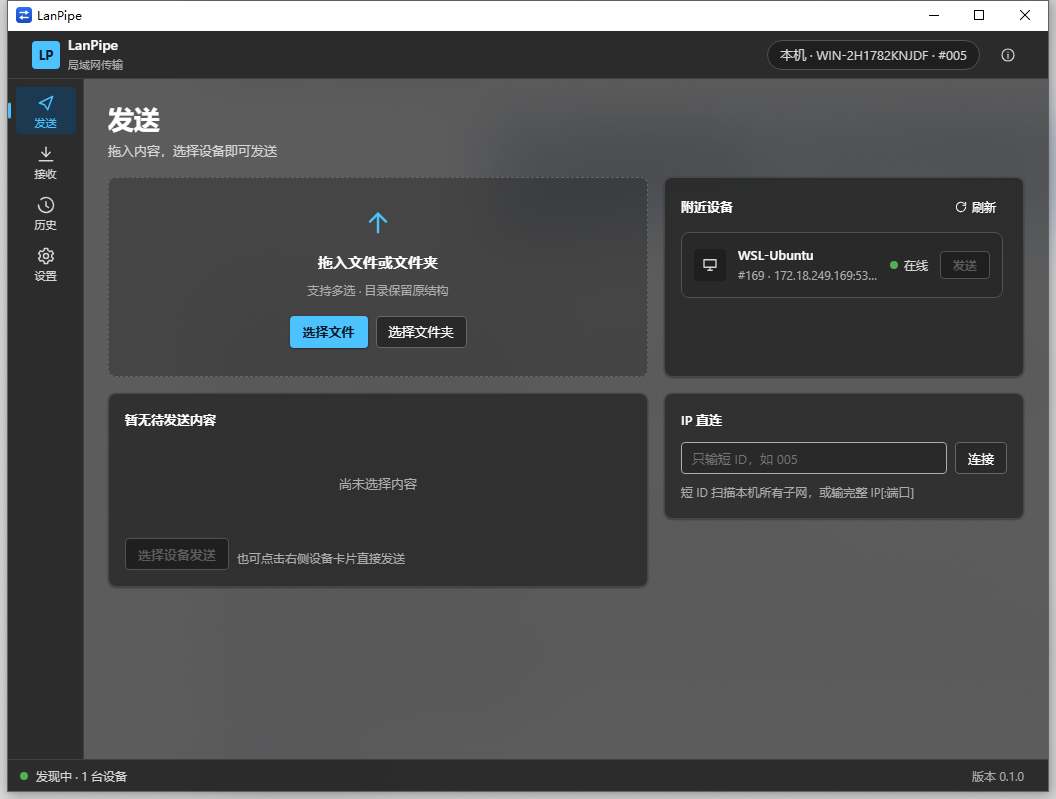 LanPipe
LP
LanPipe
局域网传输
本机 · WIN-2H1782KNJDF · #005
发送
接收
历史
设置
发送
拖入内容，选择设备即可发送
拖入文件或文件夹
支持多选 · 目录保留原结构
选择文件
选择文件夹
附近设备
刷新
WSL-Ubuntu
#169 · 172.18.249.169:53...
在线
发送
暂无待发送内容
尚未选择内容
选择设备发送
也可点击右侧设备卡片直接发送
IP 直连
只输短 ID，如 005
连接
短 ID 扫描本机所有子网，或输完整 IP[:端口]
发现中 · 1 台设备
版本 0.1.0